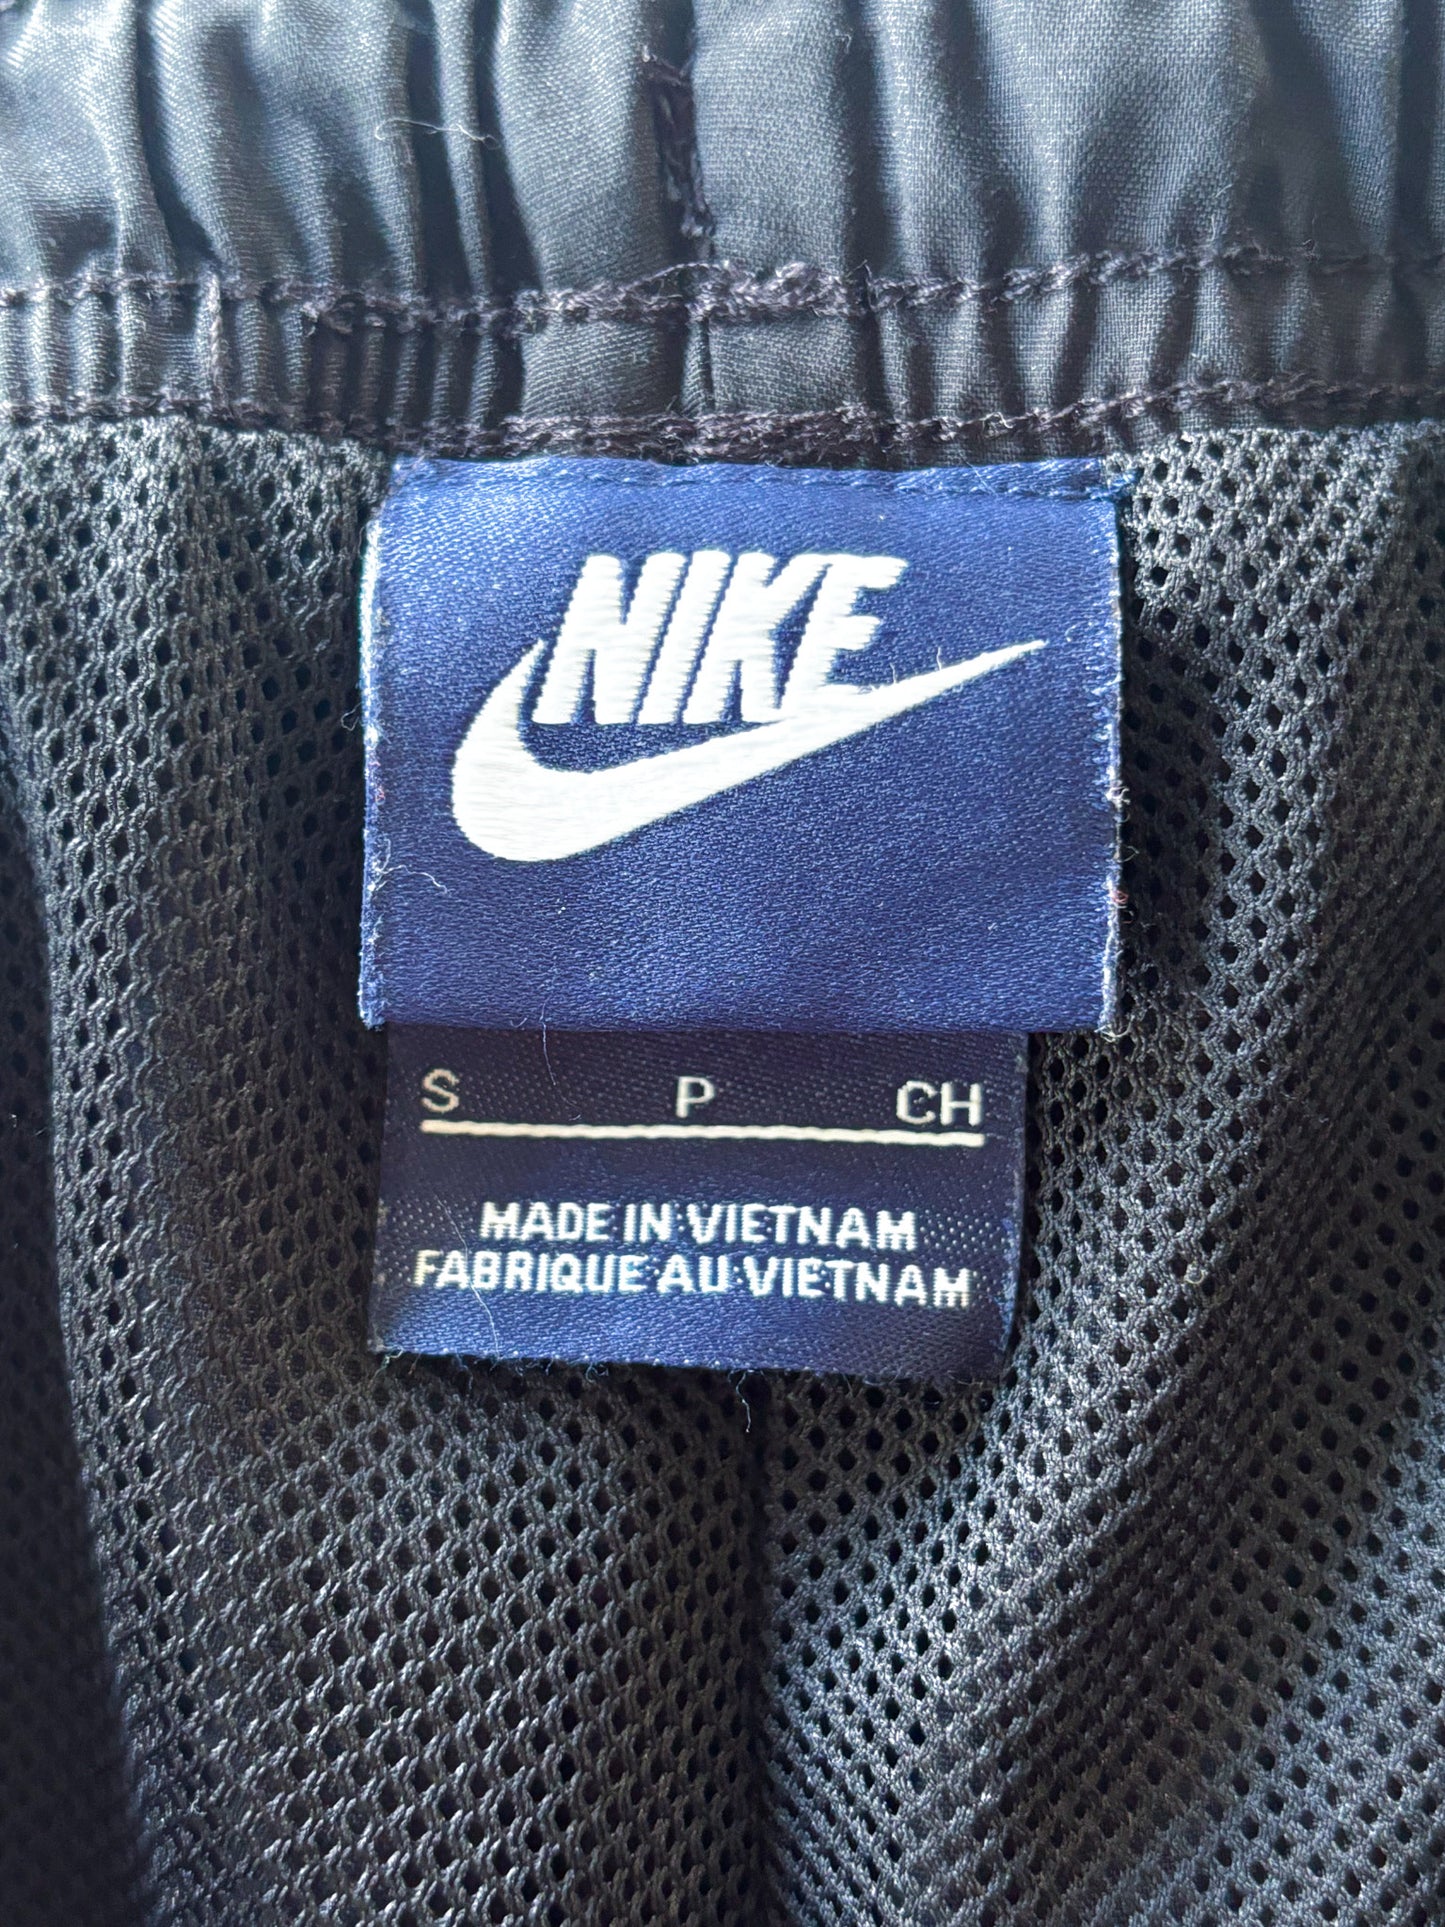 NIKE
S P CH
MADE IN VIETNAM
FABRIQUE AU VIETNAM